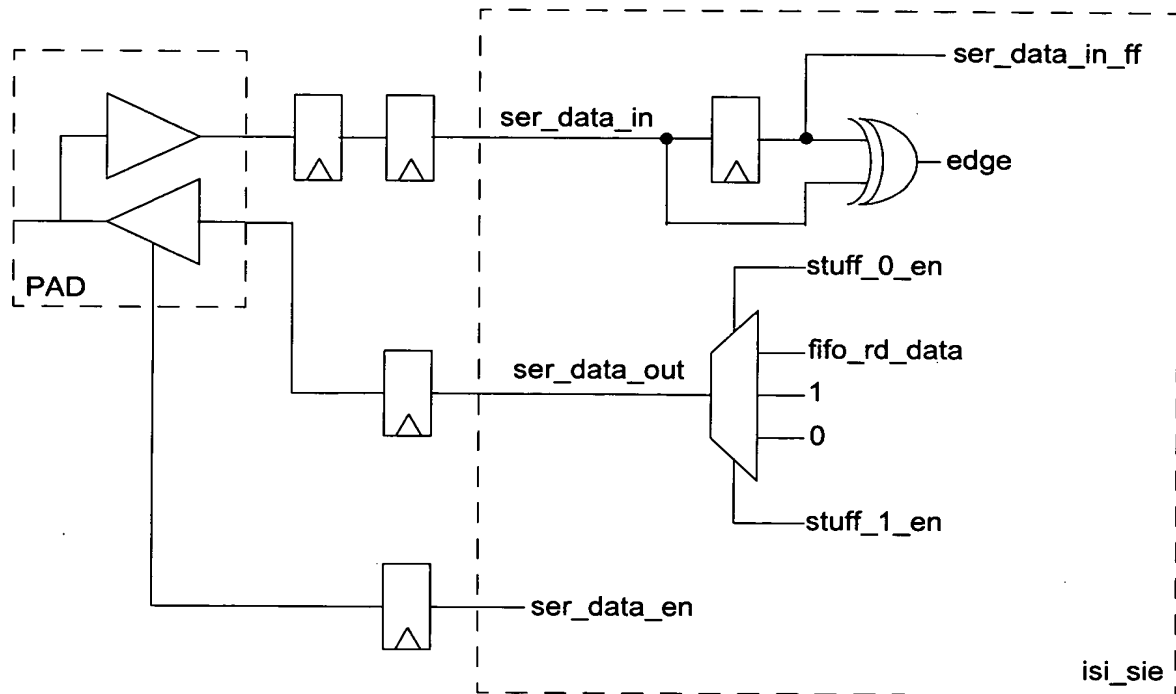 ser_data_in_ff
ser_data_in
edge
PAD
stuff_0_en
fifo_rd_data
ser_data_out
1
0
stuff_1_en
ser_data_en
isi_sie